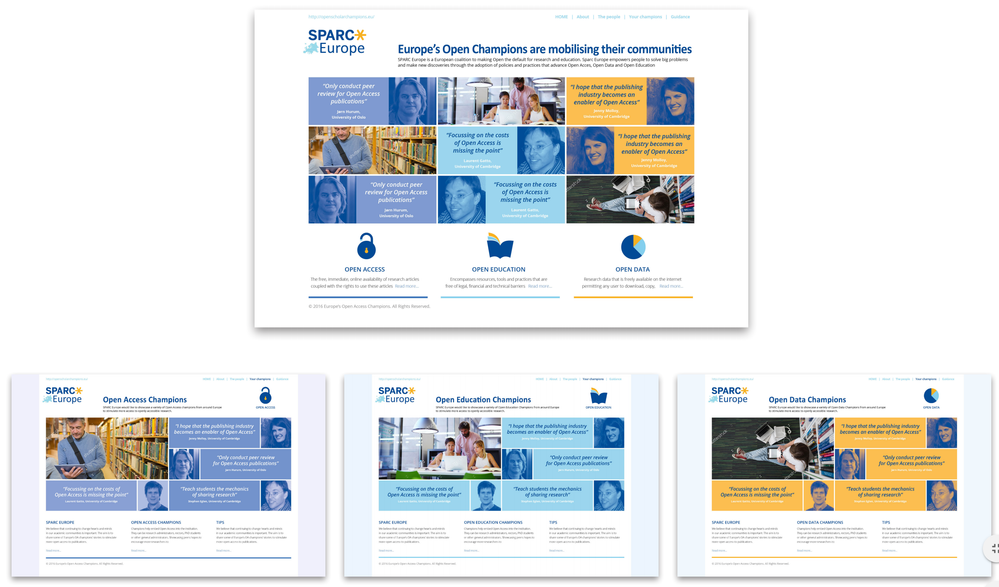 http://openscholarchampions.eu/
HOME | About | The people | Your champions | Guidance
SPARC
Europe
Europe's Open Champions are mobilising their communities
SPARC Europe is a European coalition to making Open the default for research and education. Sparc Europe empowers people to solve big problems
and make new discoveries through the adoption of policies and practices that advance Open Acces, Open Data and Open Education
“Only conduct peer
review for Open Access
publications”
Jørn Hurum,
University of Oslo
“I hope that the publishing
industry becomes an
enabler of Open Access”
Jenny Molloy,
University of Cambridge
shutterstock
“Focussing on the costs
of Open Access is
missing the point”
Laurent Gatto,
University of Cambridge
“I hope that the publishing
industry becomes an
enabler of Open Access”
Jenny Molloy,
University of Cambridge
“Only conduct peer
review for Open Access
publications”
Jørn Hurum,
University of Oslo
“Focussing on the costs
of Open Access is
missing the point”
Laurent Gatto,
University of Cambridge
OPEN ACCESS
The free, immediate, online availability of research articles
coupled with the rights to use these articles Read more...
OPEN EDUCATION
Encompasses resources, tools and practices that are
free of legal, financial and technical barriers Read more...
OPEN DATA
Research data that is freely available on the internet
permitting any user to download, copy, Read more...
© 2016 Europe's Open Access Champions. All Rights Reserved.
http://openscholarchampions.eu/
HOME | About | The people | Your champions | Guidance
SPARC
Europe
Open Access Champions
SPARC Europe would like to showcase a variety of Open Access champions from around Europe
to stimulate more access to openly accessible research.
OPEN ACCESS
“I hope that the publishing industry
becomes an enabler of Open Access”
Jenny Molloy, University of Cambridge
“Only conduct peer review
for Open Access publications”
Jørn Hurum, University of Oslo
“Focussing on the costs of
Open Access is missing the point”
Laurent Gatto, University of Cambridge
“Teach students the mechanics
of sharing research”
Stephen Eglen, University of Cambridge
SPARC EUROPE
We believe that continuing to change hearts and minds
in our academic communities is important. The aim is to
share some of Europe's OA champions' stories to stimulate
more open access to publications.
Read more...
OPEN ACCESS CHAMPIONS
Champions help embed Open Access into the institution.
They can be research administrators, rectors, PhD students
or other general administrators. Showcasing peers hopes to
encourage more researchers to
Read more...
TIPS
We believe that continuing to change hearts and minds
in our academic communities is important. The aim is to
share some of Europe's OA champions' stories to stimulate
more open access to publications.
Read more...
© 2016 Europe's Open Access Champions. All Rights Reserved.
http://openscholarchampions.eu/
HOME | About | The people | Your champions | Guidance
SPARC
Europe
Open Education Champions
SPARC Europe would like to showcase a variety of Open Education Champions from around Europe
to stimulate more access to openly accessible research.
OPEN EDUCATION
“I hope that the publishing industry
becomes an enabler of Open Access”
Jenny Molloy, University of Cambridge
“Only conduct peer review
for Open Access publications”
Jørn Hurum, University of Oslo
“Focussing on the costs of
Open Access is missing the point”
Laurent Gatto, University of Cambridge
“Teach students the mechanics
of sharing research”
Stephen Eglen, University of Cambridge
SPARC EUROPE
We believe that continuing to change hearts and minds
in our academic communities is important. The aim is to
share some of Europe's OA champions' stories to stimulate
more open access to publications.
Read more...
OPEN EDUCATION CHAMPIONS
Champions help embed Open Access into the institution.
They can be research administrators, rectors, PhD students
or other general administrators. Showcasing peers hopes to
encourage more researchers to
Read more...
TIPS
We believe that continuing to change hearts and minds
in our academic communities is important. The aim is to
share some of Europe's OA champions' stories to stimulate
more open access to publications.
Read more...
© 2016 Europe's Open Access Champions. All Rights Reserved.
http://openscholarchampions.eu/
HOME | About | The people | Your champions | Guidance
SPARC
Europe
Open Data Champions
SPARC Europe would like to showcase a variety of Open Data Champions from around Europe
to stimulate more access to openly accessible research.
OPEN DATA
“I hope that the publishing industry
becomes an enabler of Open Access”
Jenny Molloy, University of Cambridge
“Only conduct peer review
for Open Access publications”
Jørn Hurum, University of Oslo
“Focussing on the costs of
Open Access is missing the point”
Laurent Gatto, University of Cambridge
“Teach students the mechanics
of sharing research”
Stephen Eglen, University of Cambridge
SPARC EUROPE
We believe that continuing to change hearts and minds
in our academic communities is important. The aim is to
share some of Europe's OA champions' stories to stimulate
more open access to publications.
Read more...
OPEN DATA CHAMPIONS
Champions help embed Open Access into the institution.
They can be research administrators, rectors, PhD students
or other general administrators. Showcasing peers hopes to
encourage more researchers to
Read more...
TIPS
We believe that continuing to change hearts and minds
in our academic communities is important. The aim is to
share some of Europe's OA champions' stories to stimulate
more open access to publications.
Read more...
© 2016 Europe's Open Access Champions. All Rights Reserved.